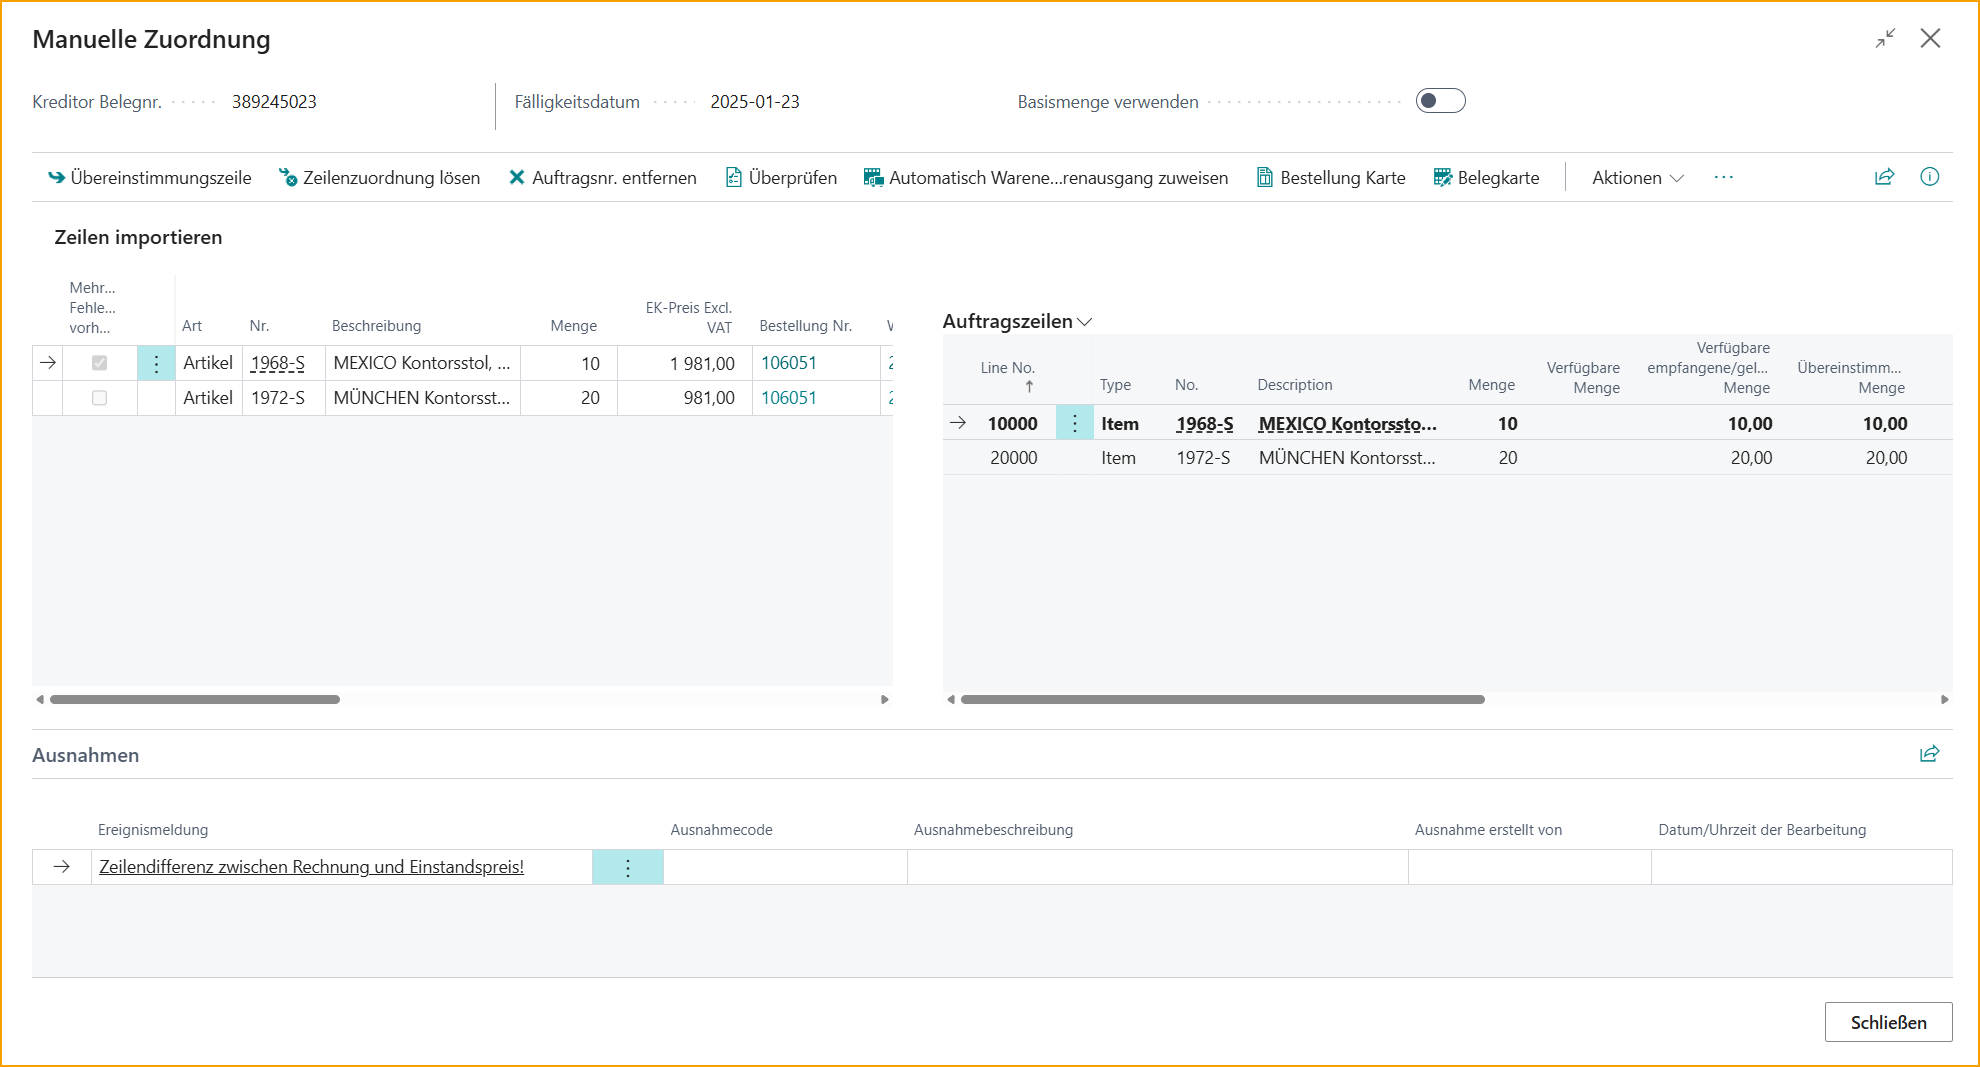 Manuelle Zuordnung
Kreditor Belegnr. 389245023 Fälligkeitsdatum 2025-01-23 Basismenge verwenden
Übereinstimmungszeile Zeilenzuordnung lösen Auftragsnr. entfernen Überprüfen Automatisch Warene...renausgang zuweisen Bestellung Karte Belegkarte Aktionen ...
Zeilen importieren
Mehr... Fehle... vorh... Art Nr. Beschreibung Menge EK-Preis Excl. VAT Bestellung Nr.
Artikel 1968-S MEXICO Kontorsstol, ... 10 1 981,00 106051
Artikel 1972-S MÜNCHEN Kontorsst... 20 981,00 106051
Auftragszeilen
Line No. Type No. Description Menge Verfügbare Menge Verfügbare empfangene/gel... Menge Übereinstimm... Menge
10000 Item 1968-S MEXICO Kontorssto... 10 10,00 10,00
20000 Item 1972-S MÜNCHEN Kontorsst... 20 20,00 20,00
Ausnahmen
Ereignismeldung Ausnahmecode Ausnahmebeschreibung Ausnahme erstellt von Datum/Uhrzeit der Bearbeitung
Zeilendifferenz zwischen Rechnung und Einstandspreis!
Schließen